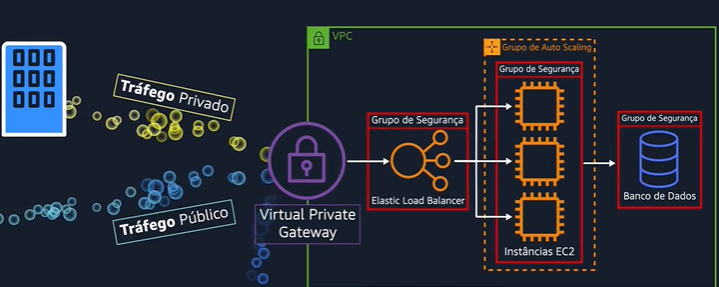 VPC
Grupo de Auto Scaling
Tráfego Privado
Grupo de Segurança
Grupo de Segurança
Grupo de Segurança
Elastic Load Balancer
Banco de Dados
Tráfego Público
Virtual Private
Gateway
Instâncias EC2